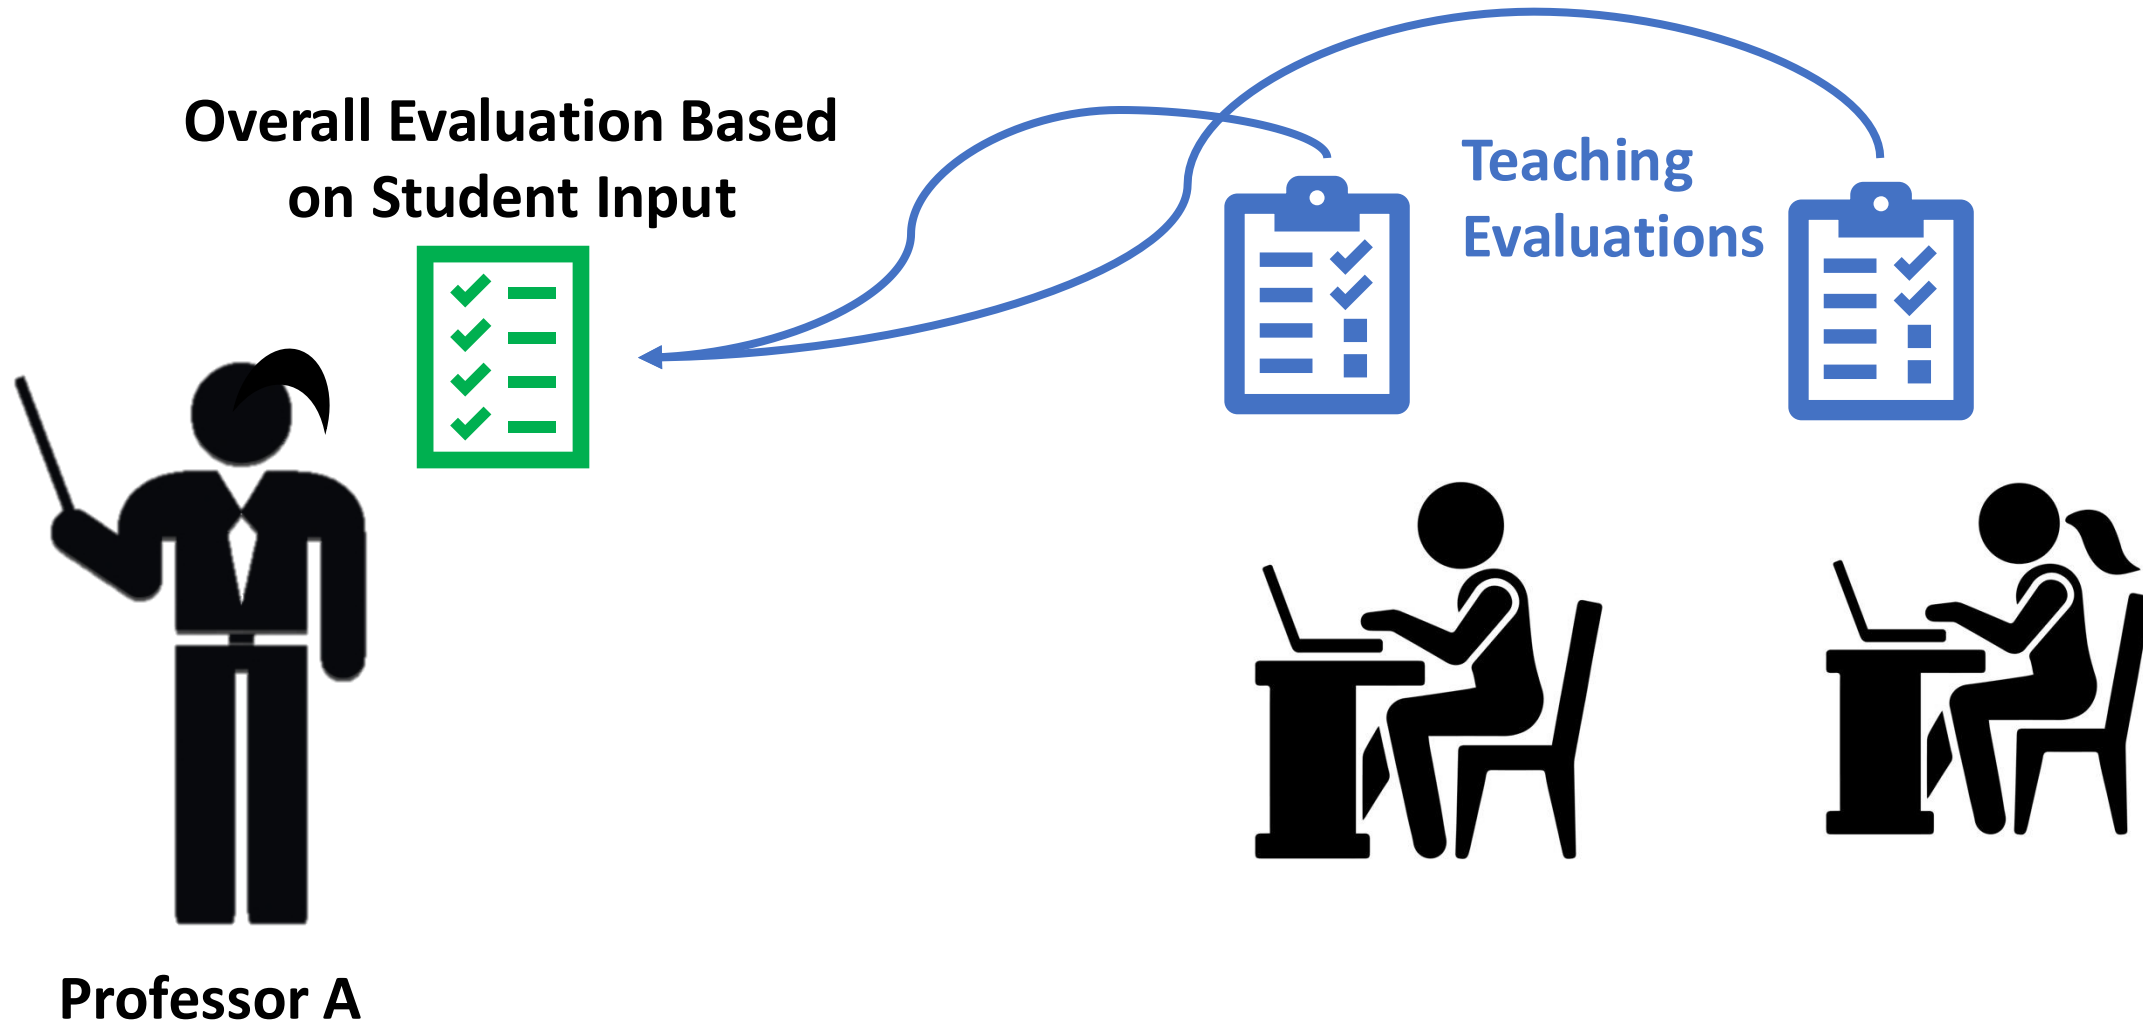 Overall Evaluation Based
on Student Input
Teaching
Evaluations
Professor A